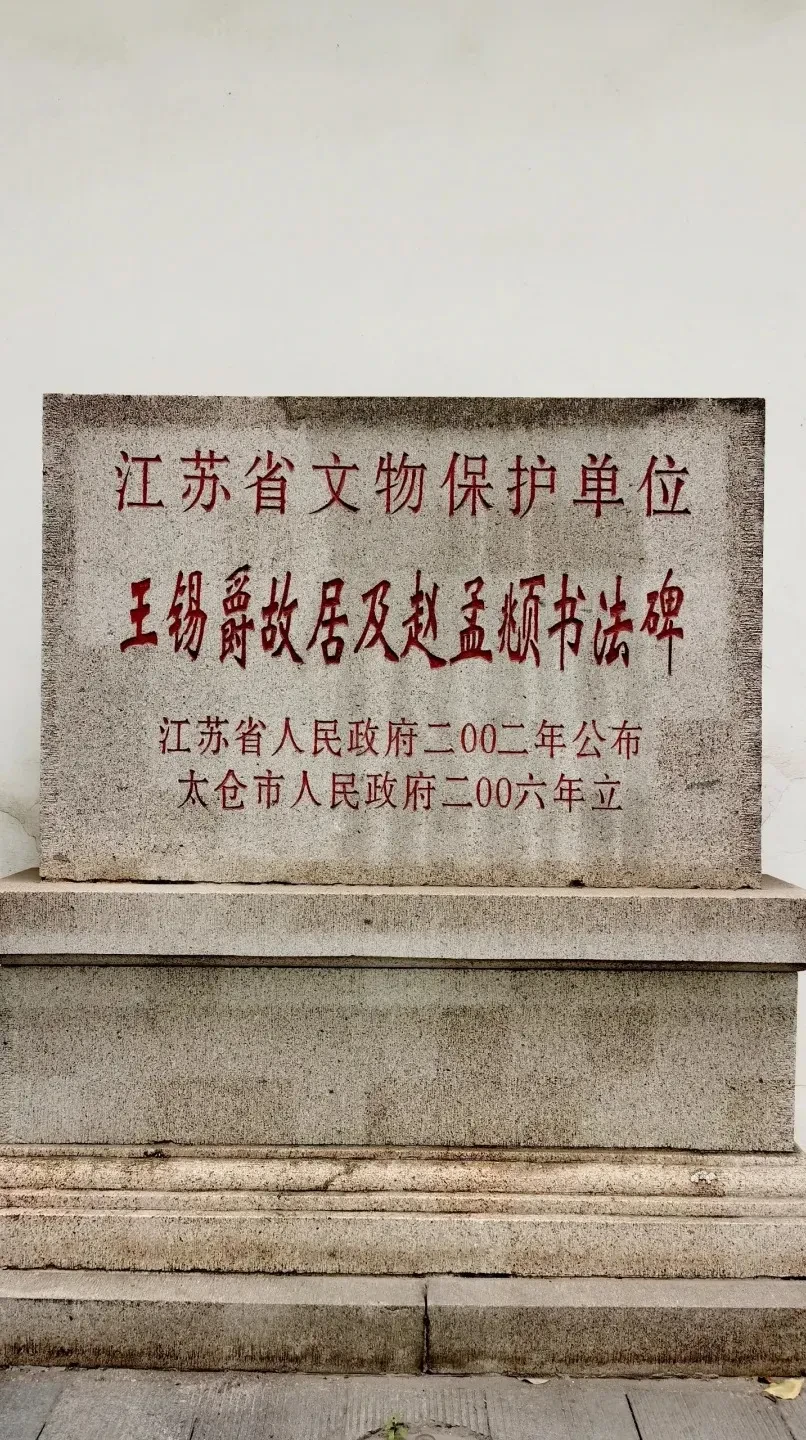 江苏省文物保护单位
王锡爵故居及赵孟頫书法碑
江苏省人民政府二00二年公布
太仓市人民政府二00六年立